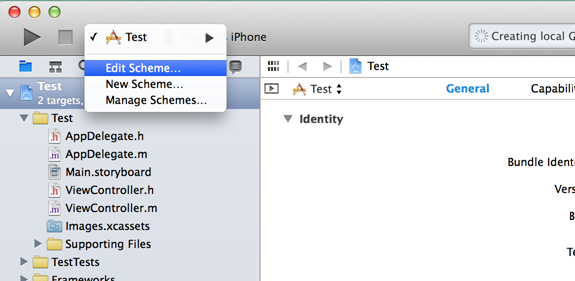 Test
iPhone
Creating local G
Edit Scheme...
New Scheme...
Manage Schemes...
Test
2 targets,
Test
AppDelegate.h
AppDelegate.m
Main.storyboard
ViewController.h
ViewController.m
Images.xcassets
Supporting Files
TestTests
Frameworks
Test
Test
General
Capabil
Identity
Bundle Identi
Vers
B
Te